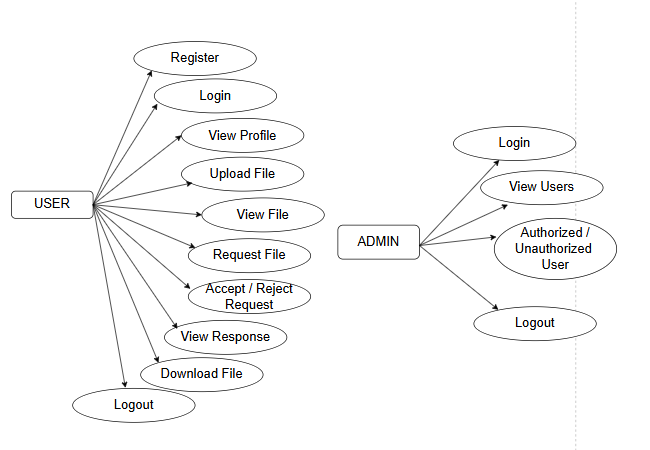 USER
Register
Login
View Profile
Upload File
View File
Request File
Accept / Reject
Request
View Response
Download File
Logout
ADMIN
Login
View Users
Authorized /
Unauthorized
User
Logout